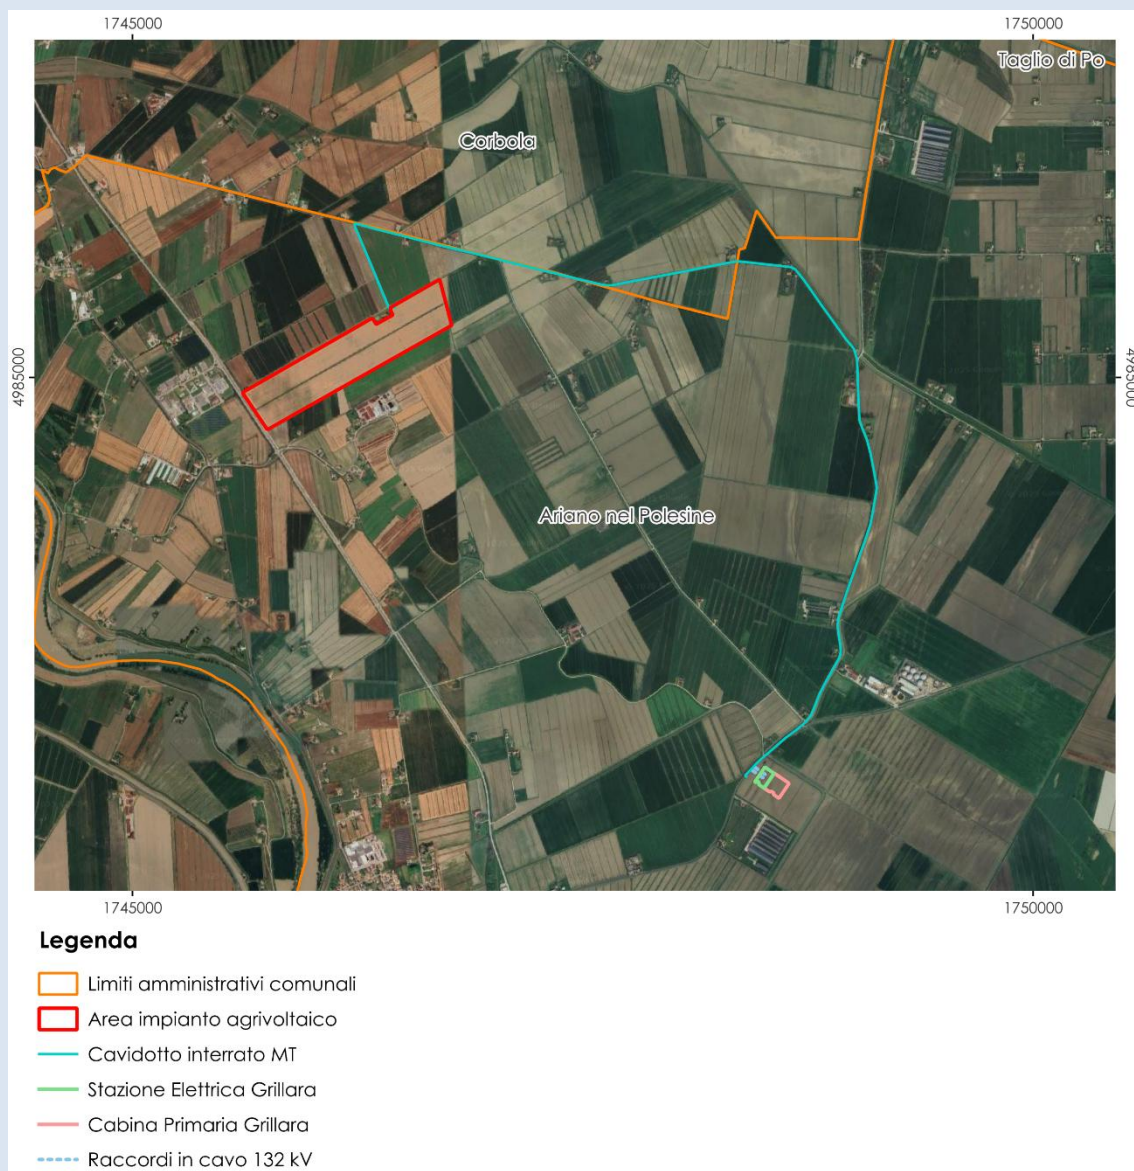 1745000
1750000
Taglio di Po
Corbola
4985000
4985000
Ariano nel Polesine
1745000
1750000
Legenda
Limiti amministrativi comunali
Area impianto agrivoltaico
Cavidotto interrato MT
Stazione Elettrica Grillara
Cabina Primaria Grillara
Raccordi in cavo 132 kV